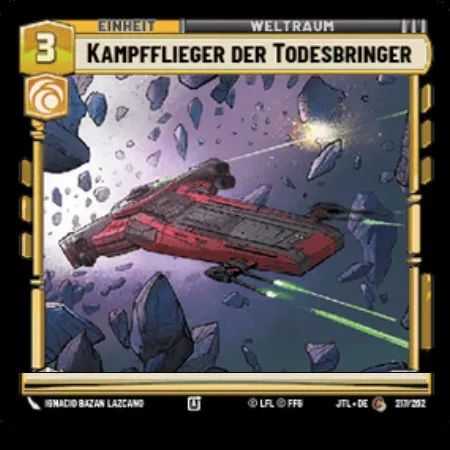 EINHEIT WELTRAUM
3 KAMPFFLIEGER DER TODESBRINGER
IGNACIO BAZAN LAZCANO A © LFL © FFG JTL • DE 217/262